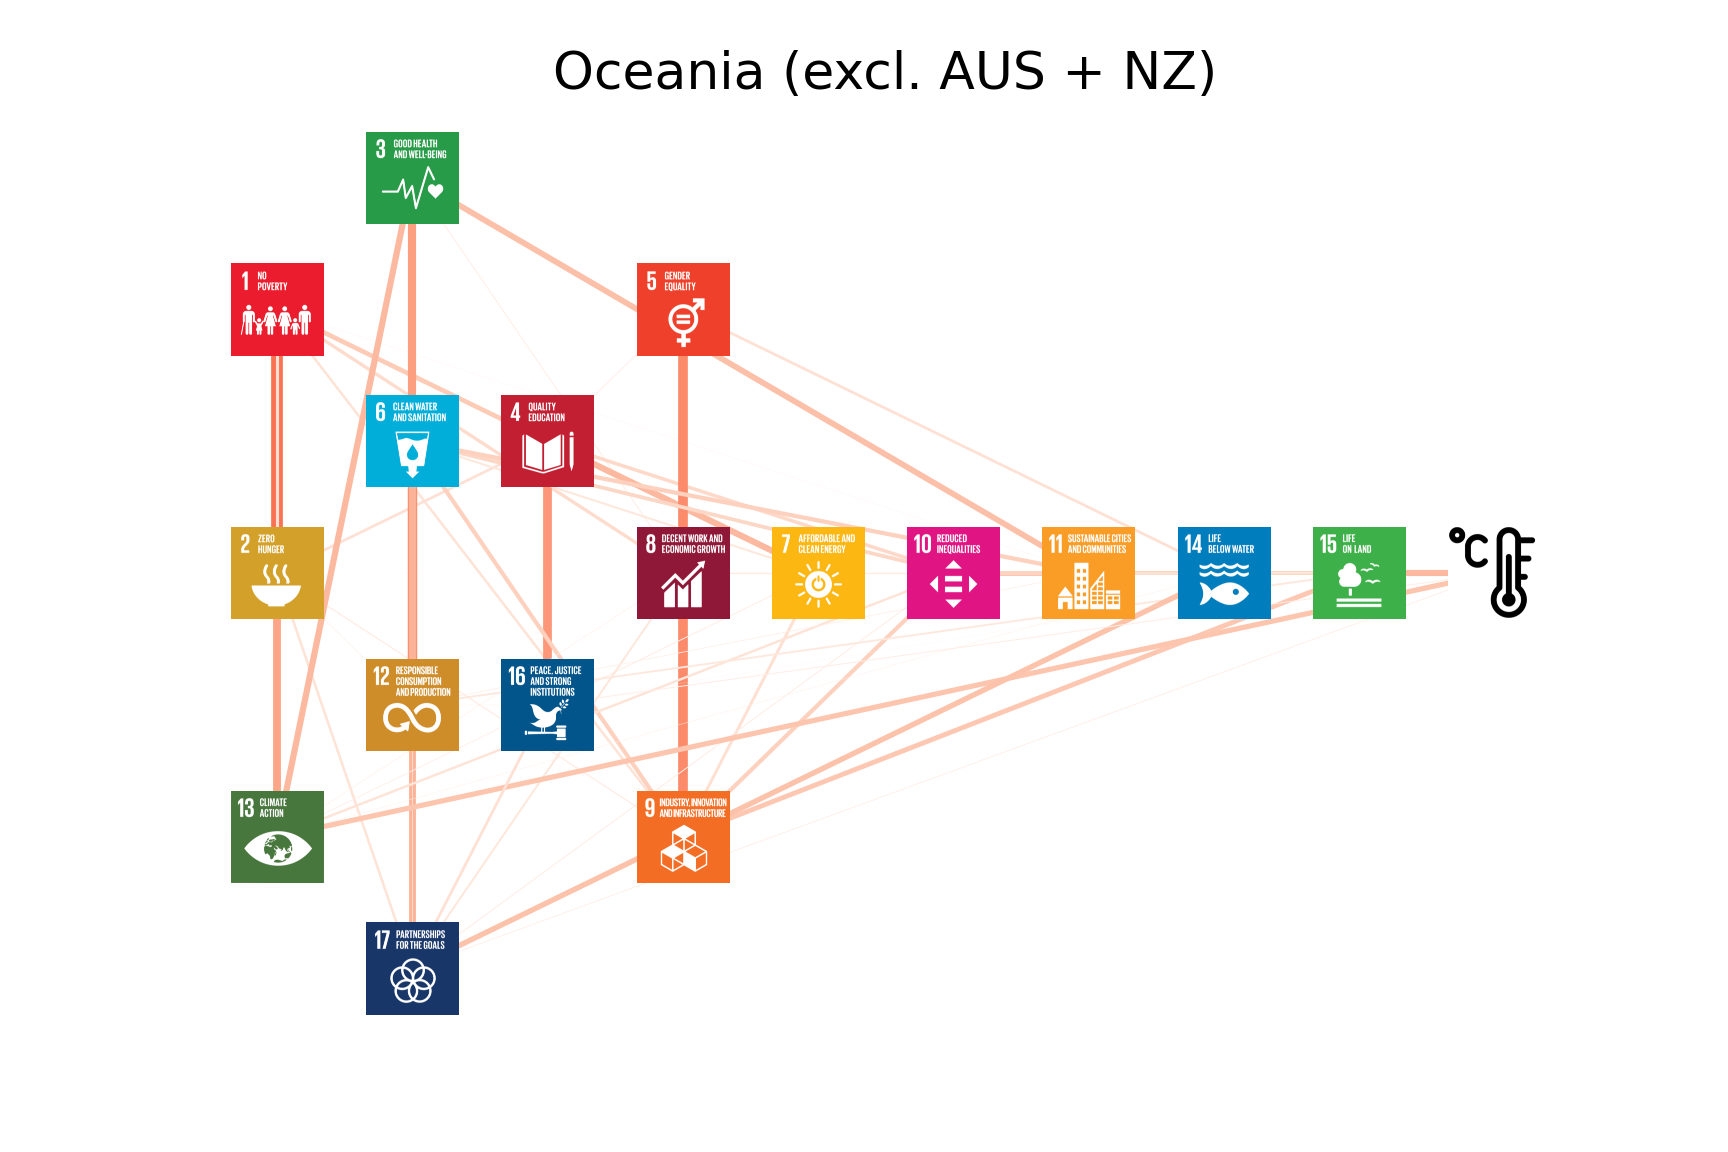 Oceania (excl. AUS + NZ)
3 GOOD HEALTH
AND WELL-BEING
1 NO
POVERTY
5 GENDER
EQUALITY
6 CLEAN WATER
AND SANITATION
4 QUALITY
EDUCATION
2 ZERO
HUNGER
8 DECENT WORK AND
ECONOMIC GROWTH
7 AFFORDABLE AND
CLEAN ENERGY
10 REDUCED
INEQUALITIES
11 SUSTAINABLE CITIES
AND COMMUNITIES
14 LIFE
BELOW WATER
15 LIFE
ON LAND
°C
12 RESPONSIBLE
CONSUMPTION
AND PRODUCTION
16 PEACE, JUSTICE
AND STRONG
INSTITUTIONS
13 CLIMATE
ACTION
9 INDUSTRY, INNOVATION
AND INFRASTRUCTURE
17 PARTNERSHIPS
FOR THE GOALS